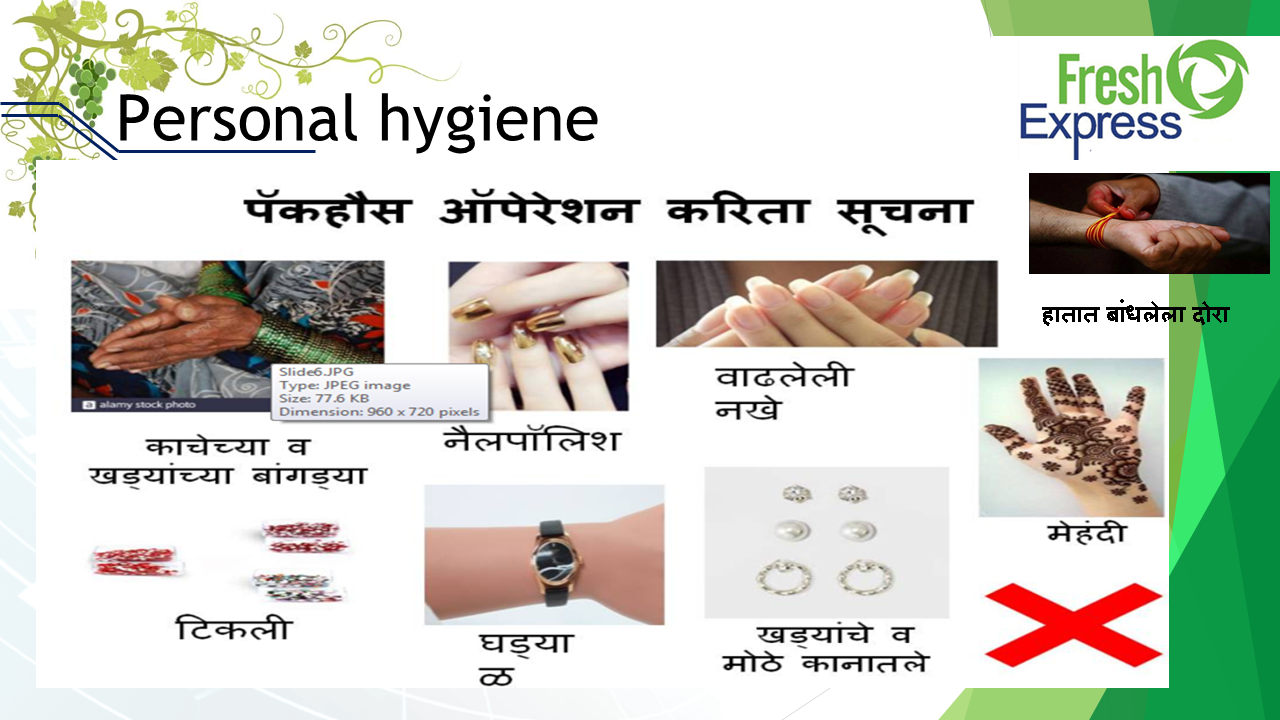 Personal hygiene
Fresh
Express
पॅकहौस ऑपेरेशन करिता सूचना
हातात बांधलेला दोरा
Slide6.JPG
Type: JPEG image
Size: 77.6 KB
Dimension: 960 x 720 pixels
a alamy stock photo
काचेच्या व
खड्यांच्या बांगड्या
नैलपॉलिश
वाढलेली
नखे
मेहंदी
टिकली
घड्या
ळ
खड्यांचे व
मोठे कानातले